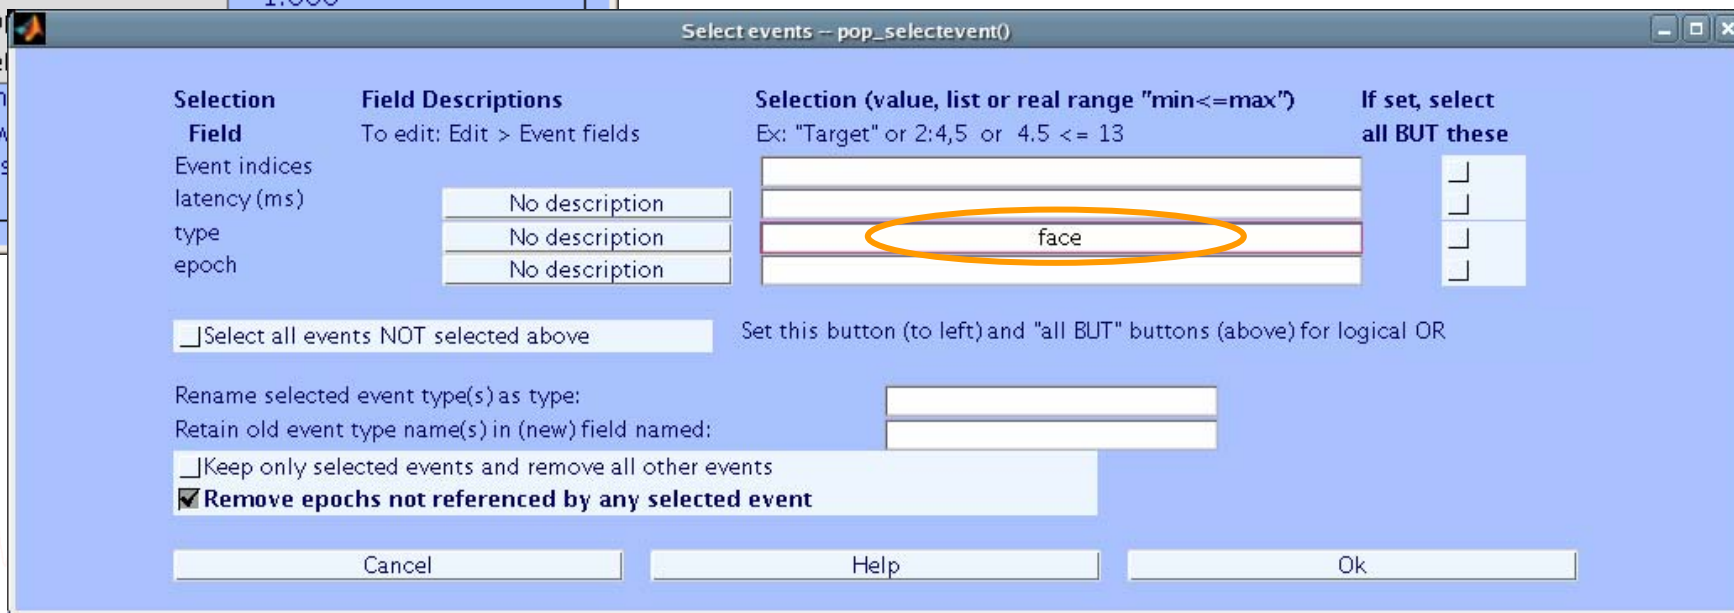 1.000
Select events -- pop_selectevent()
Selection Field Descriptions Selection (value, list or real range "min<=max") If set, select
Field To edit: Edit > Event fields Ex: "Target" or 2:4,5 or 4.5 <= 13 all BUT these
Event indices
latency (ms) No description
type No description face
epoch No description
Select all events NOT selected above Set this button (to left) and "all BUT" buttons (above) for logical OR
Rename selected event type(s) as type:
Retain old event type name(s) in (new) field named:
Keep only selected events and remove all other events
Remove epochs not referenced by any selected event
Cancel Help Ok